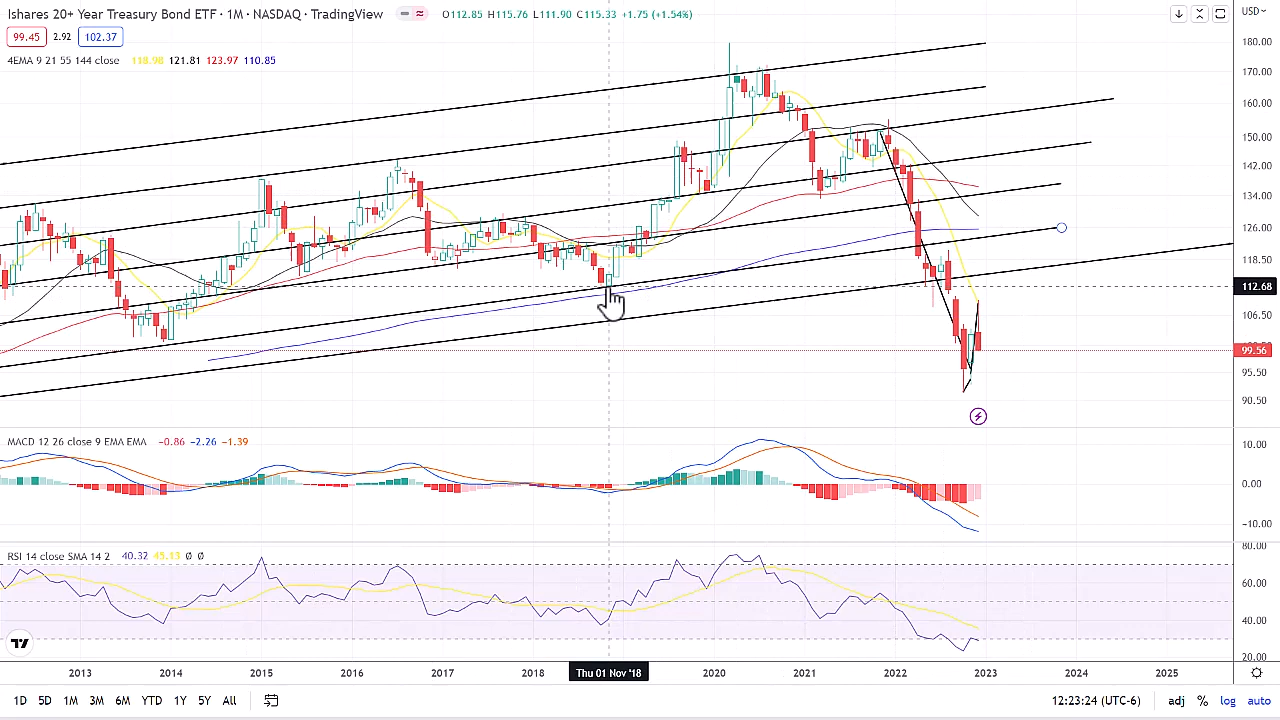 Ishares 20+ Year Treasury Bond ETF · 1M · NASDAQ · TradingView O112.85 H115.76 L111.90 C115.33 +1.75 (+1.54%) USD
99.45 2.92 102.37
4EMA 9 21 55 144 close 118.98 121.81 123.97 110.85
180.00
170.00
160.00
150.00
142.00
134.00
126.00
118.50
112.68
106.50
99.56
95.50
90.50
MACD 12 26 close 9 EMA EMA −0.86 −2.26 −1.39
10.00
0.00
−10.00
RSI 14 close SMA 14 2 40.32 45.13 Ø Ø
80.00
60.00
40.00
20.00
2013 2014 2015 2016 2017 2018 Thu 01 Nov '18 2020 2021 2022 2023 2024 2025
1D 5D 1M 3M 6M YTD 1Y 5Y All 12:23:24 (UTC-6) adj % log auto